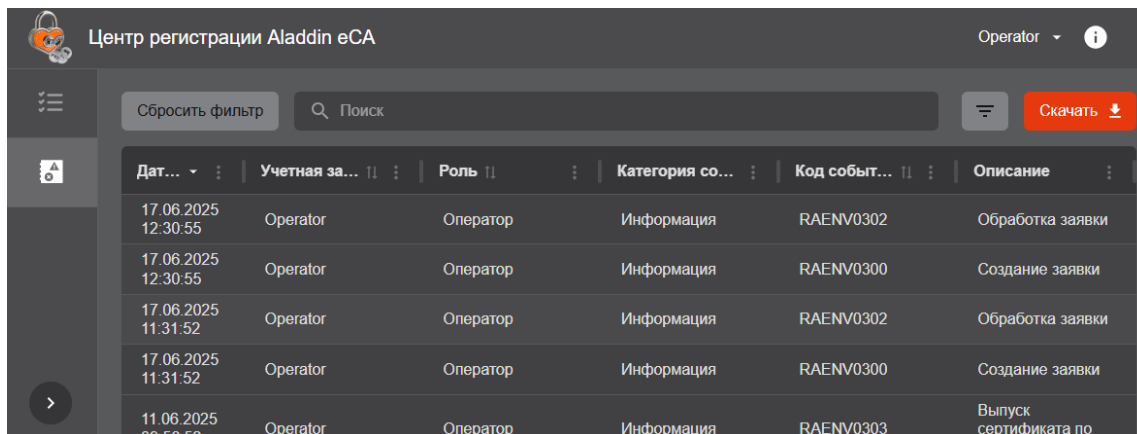 Центр регистрации Aladdin eCA
Operator
Сбросить фильтр
Поиск
Скачать
Дат... Учетная за... Роль Категория со... Код событ... Описание
17.06.2025
12:30:55 Operator Оператор Информация RAENV0302 Обработка заявки
17.06.2025
12:30:55 Operator Оператор Информация RAENV0300 Создание заявки
17.06.2025
11:31:52 Operator Оператор Информация RAENV0302 Обработка заявки
17.06.2025
11:31:52 Operator Оператор Информация RAENV0300 Создание заявки
11.06.2025 Operator Оператор Информация RAENV0303 Выпуск
сертификата по